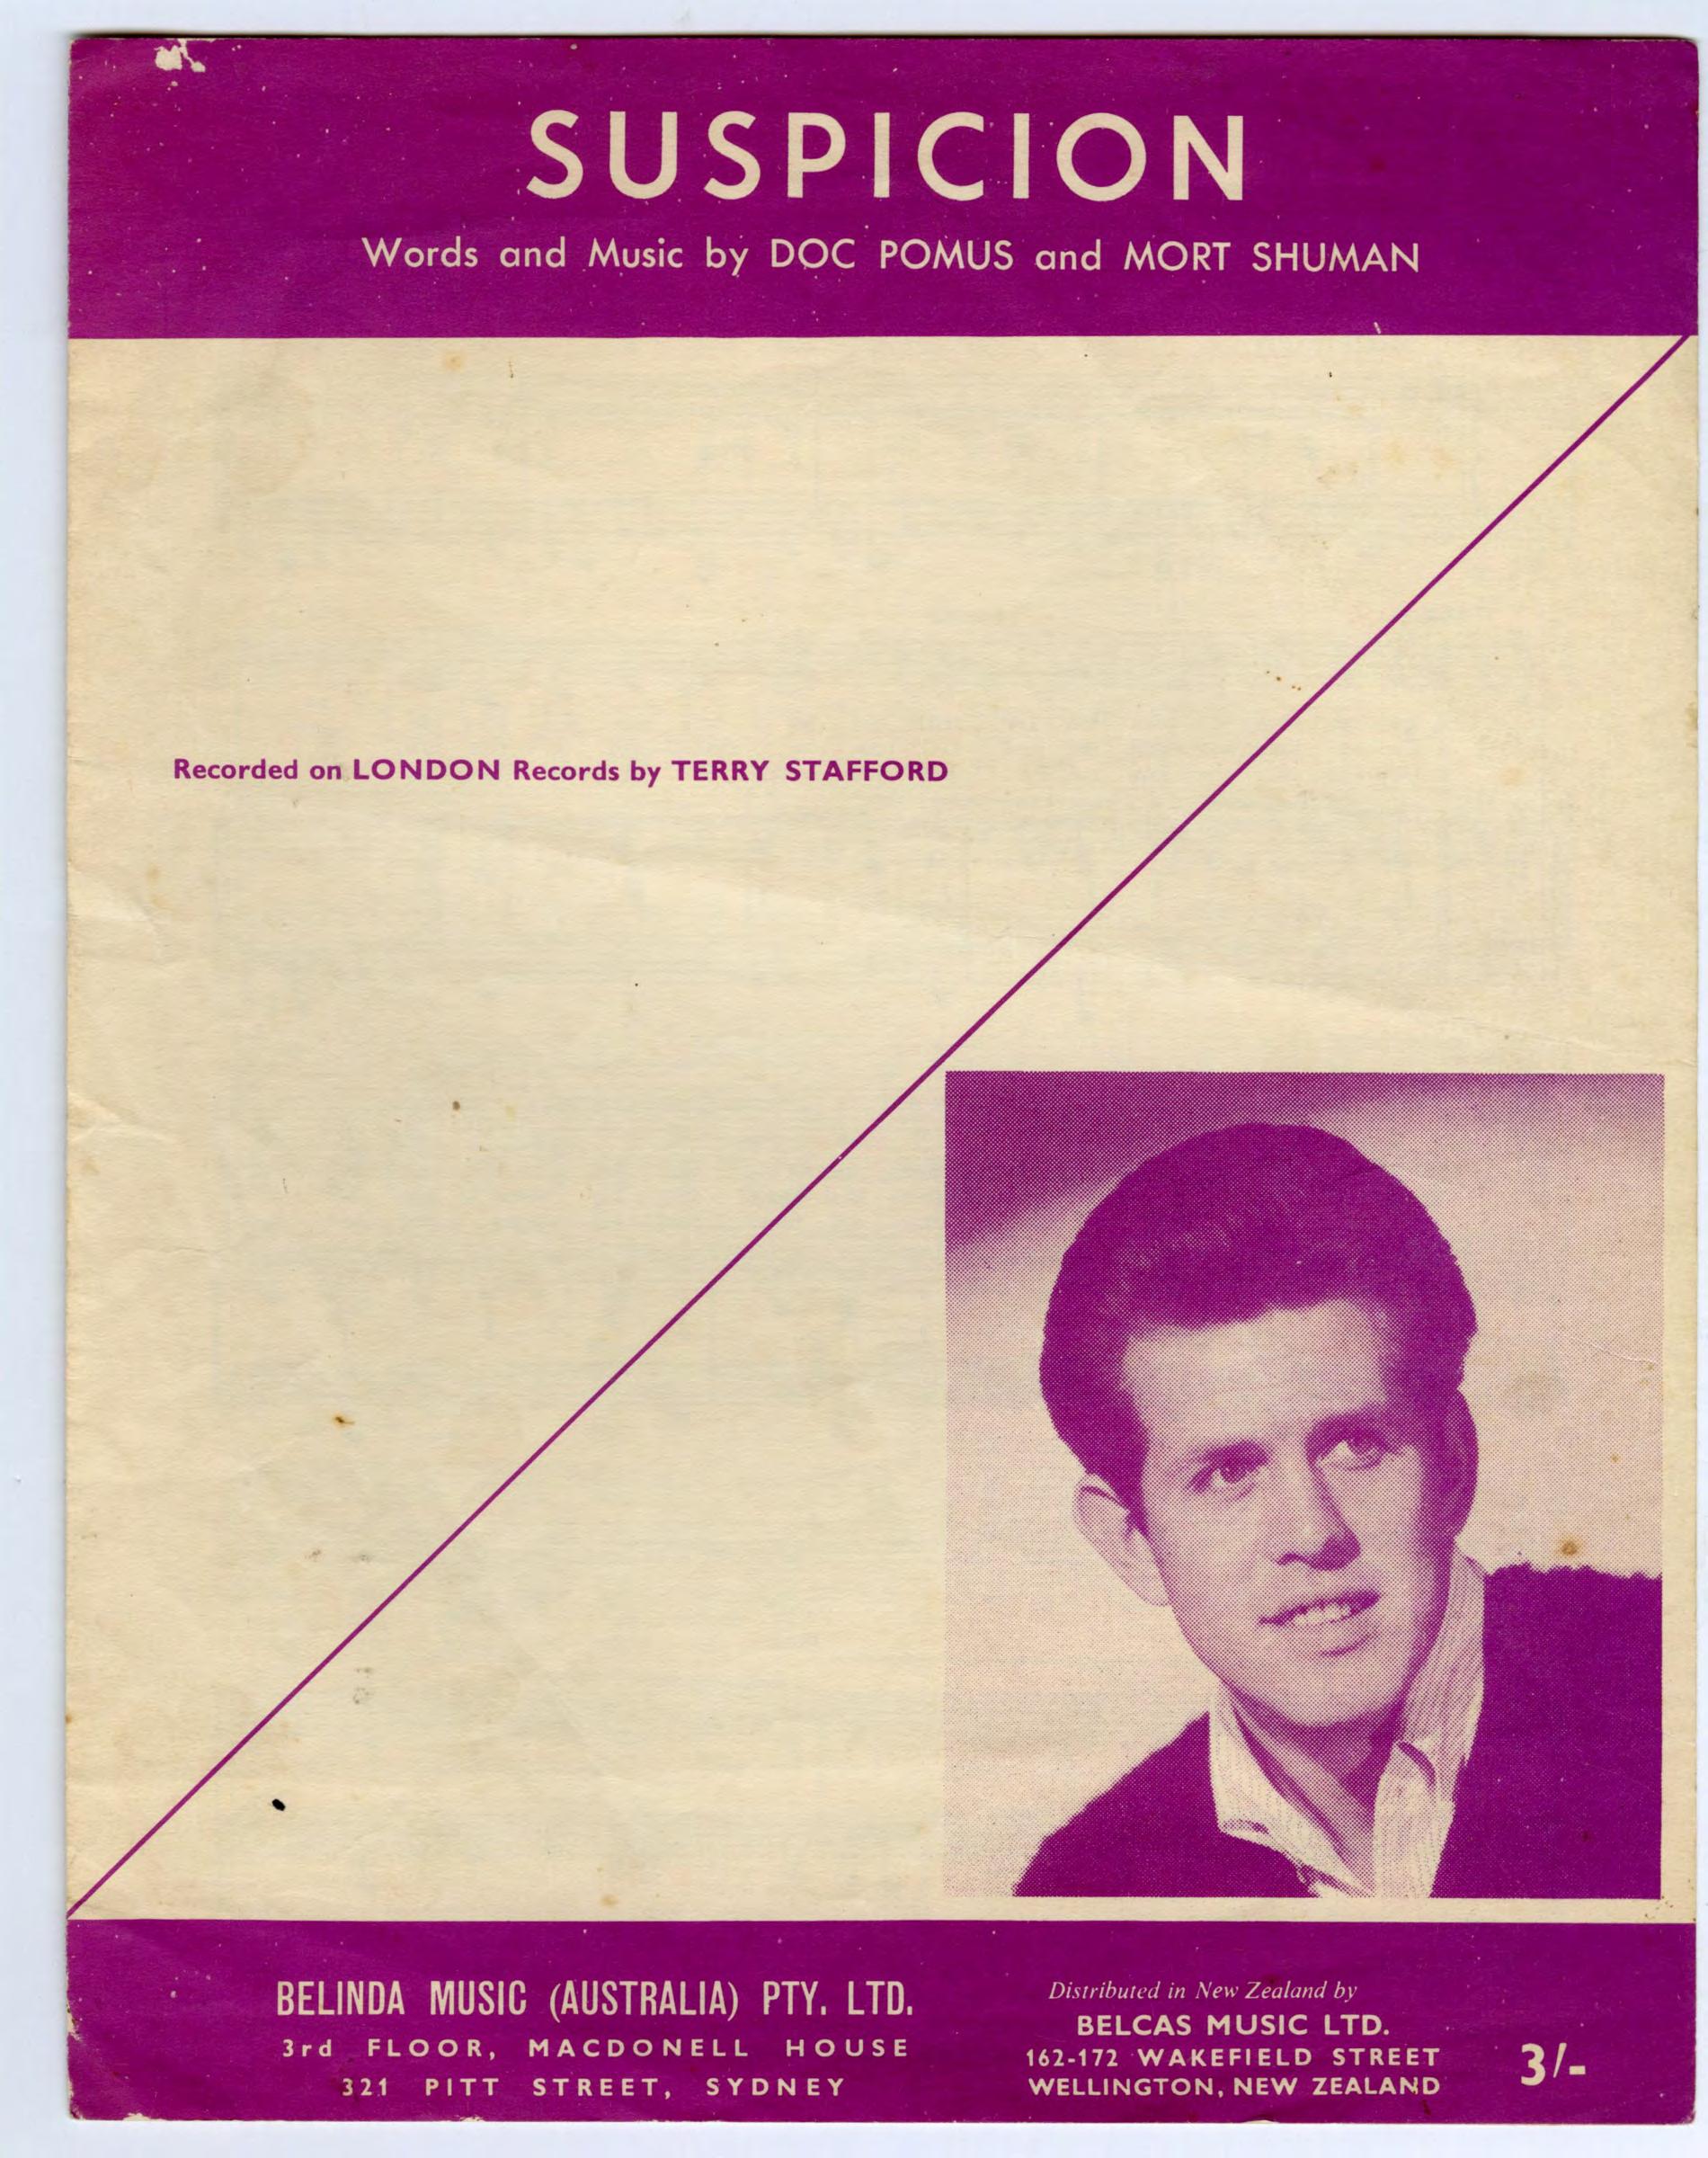 SUSPICION
Words and Music by DOC POMUS and MORT SHUMAN
Recorded on LONDON Records by TERRY STAFFORD
BELINDA MUSIC (AUSTRALIA) PTY. LTD.
3rd FLOOR, MACDONELL HOUSE
321 PITT STREET, SYDNEY
Distributed in New Zealand by
BELCAS MUSIC LTD.
162-172 WAKEFIELD STREET
WELLINGTON, NEW ZEALAND
3/-